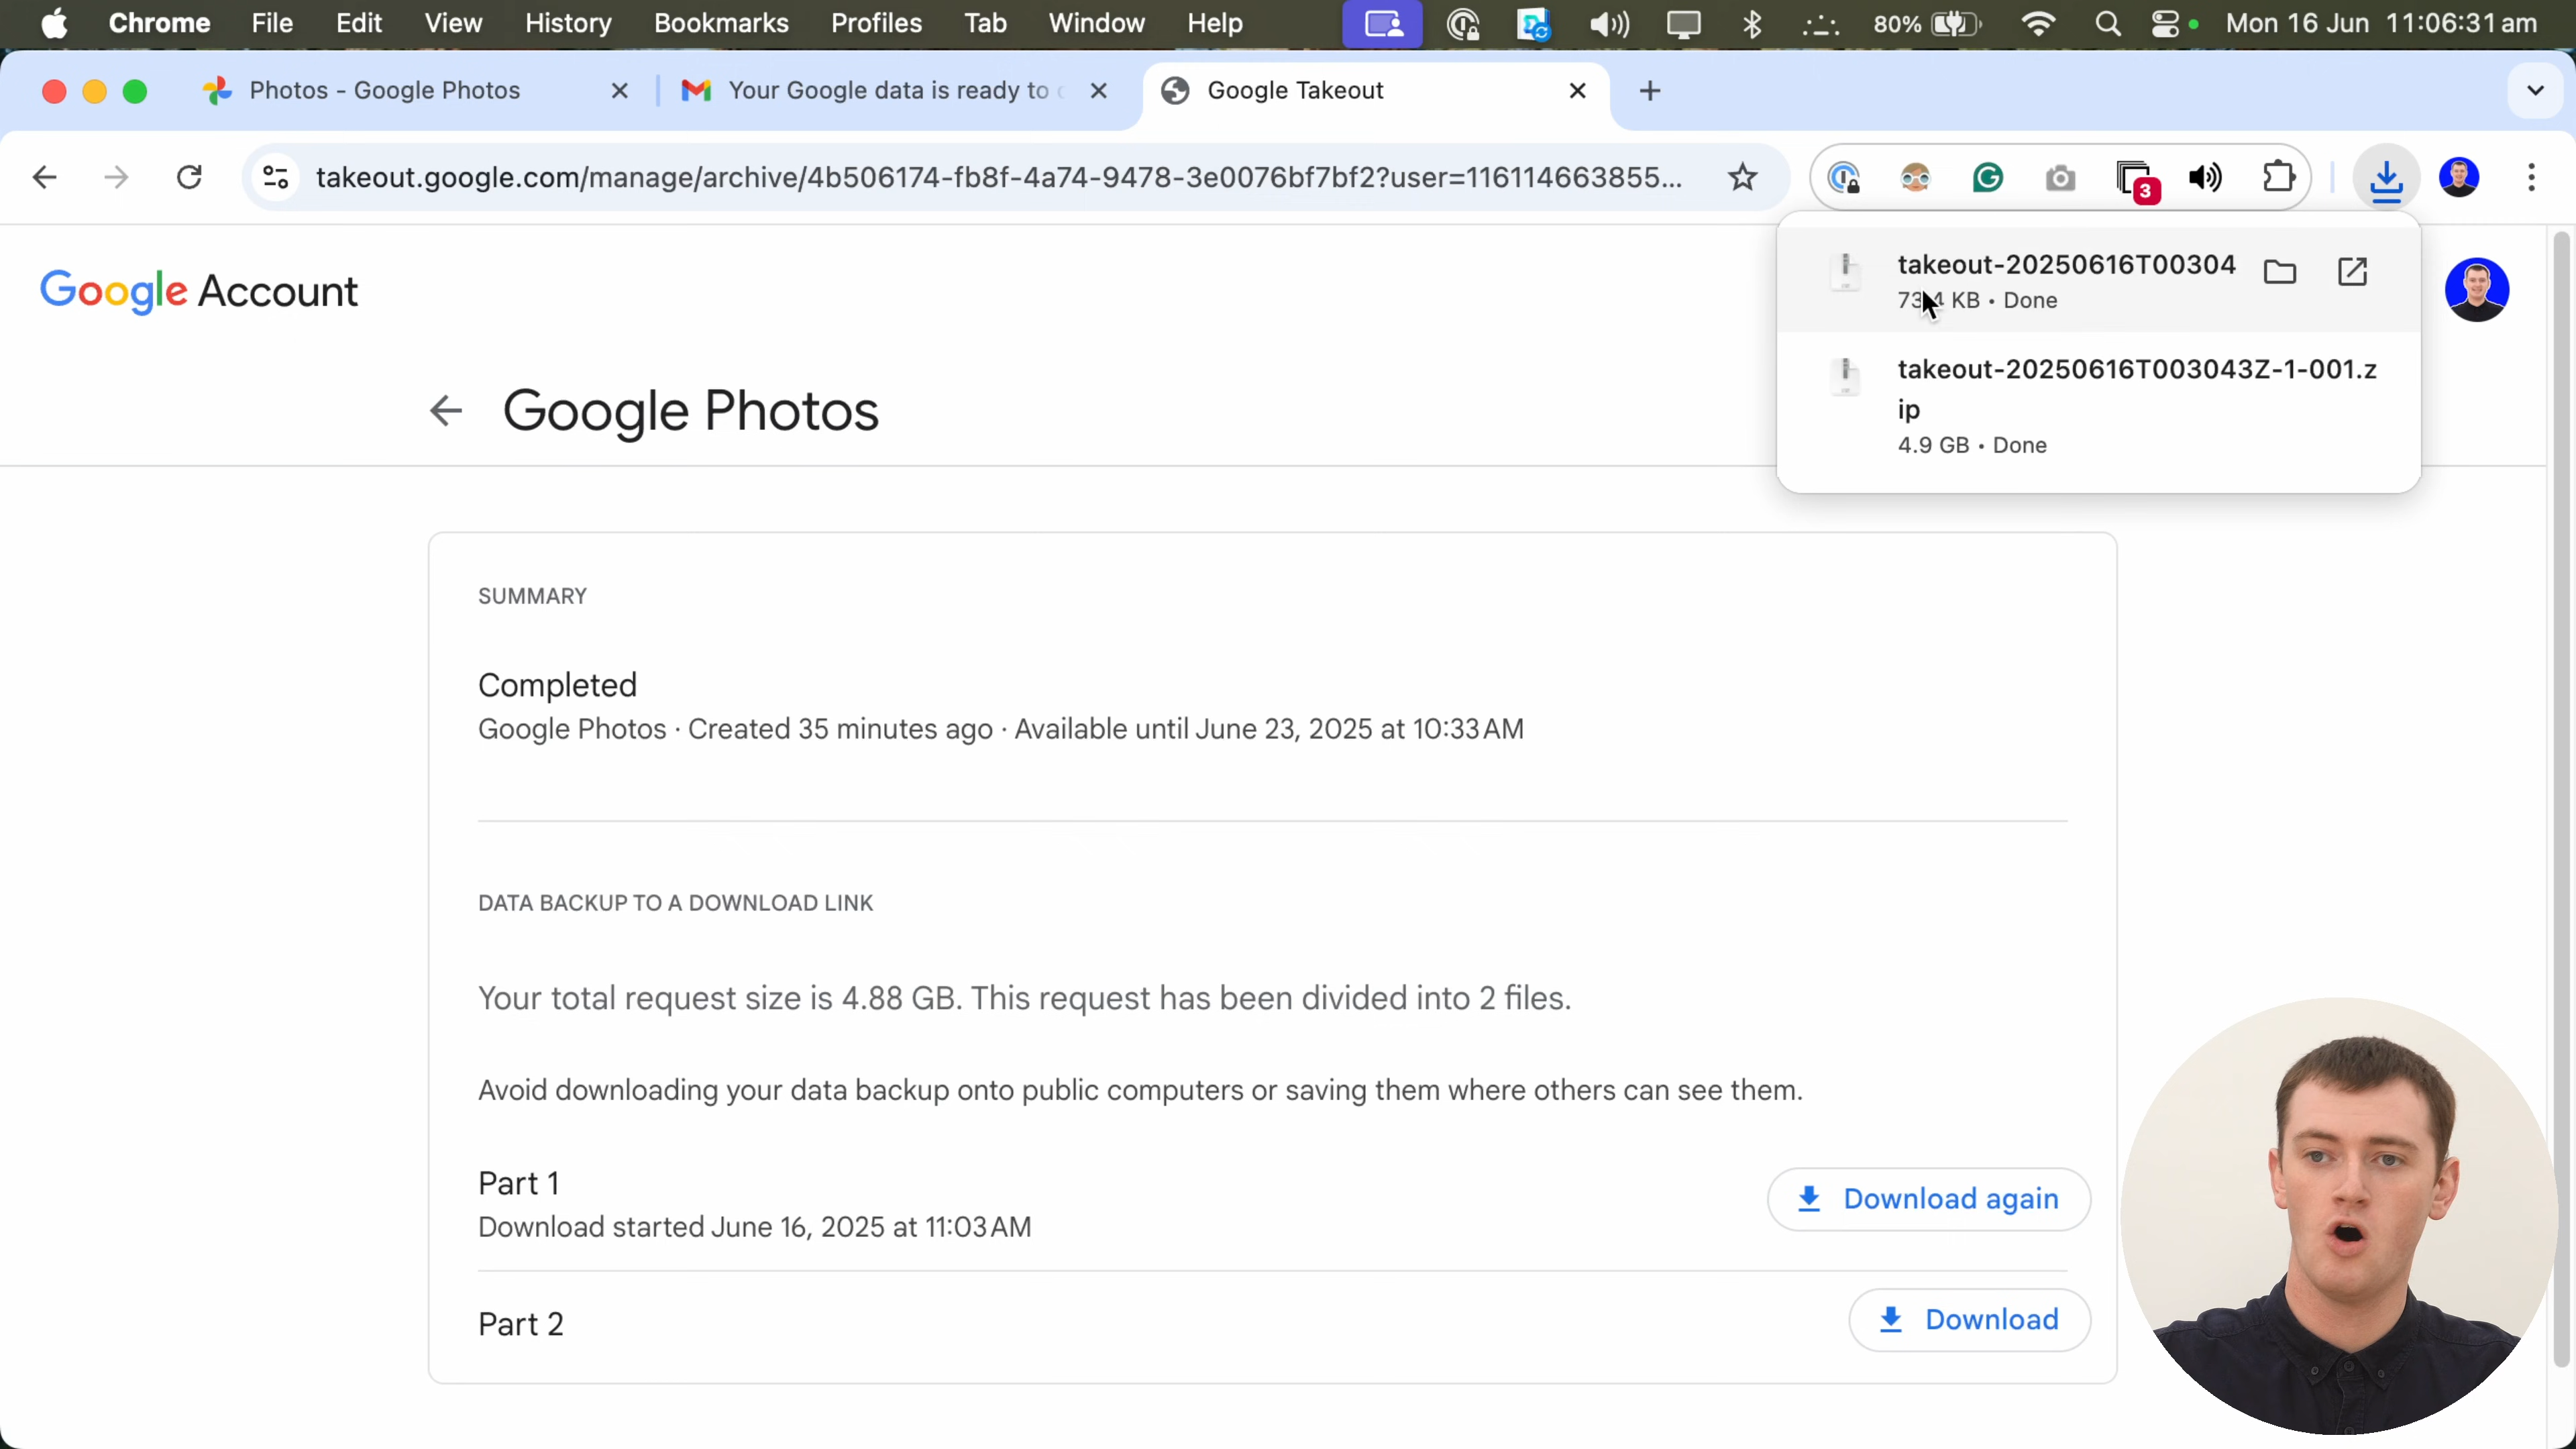 Chrome File Edit View History Bookmarks Profiles Tab Window Help 80% Mon 16 Jun 11:06:31 am
Photos - Google Photos Your Google data is ready to Google Takeout
takeout.google.com/manage/archive/4b506174-fb8f-4a74-9478-3e0076bf7bf2?user=116114663855... 3
takeout-20250616T00304
KB • Done
takeout-20250616T003043Z-1-001.z
ip
4.9 GB • Done
Google Account
Google Photos
SUMMARY
Completed
Google Photos · Created 35 minutes ago · Available until June 23, 2025 at 10:33 AM
DATA BACKUP TO A DOWNLOAD LINK
Your total request size is 4.88 GB. This request has been divided into 2 files.
Avoid downloading your data backup onto public computers or saving them where others can see them.
Part 1
Download again
Download started June 16, 2025 at 11:03 AM
Part 2
Download